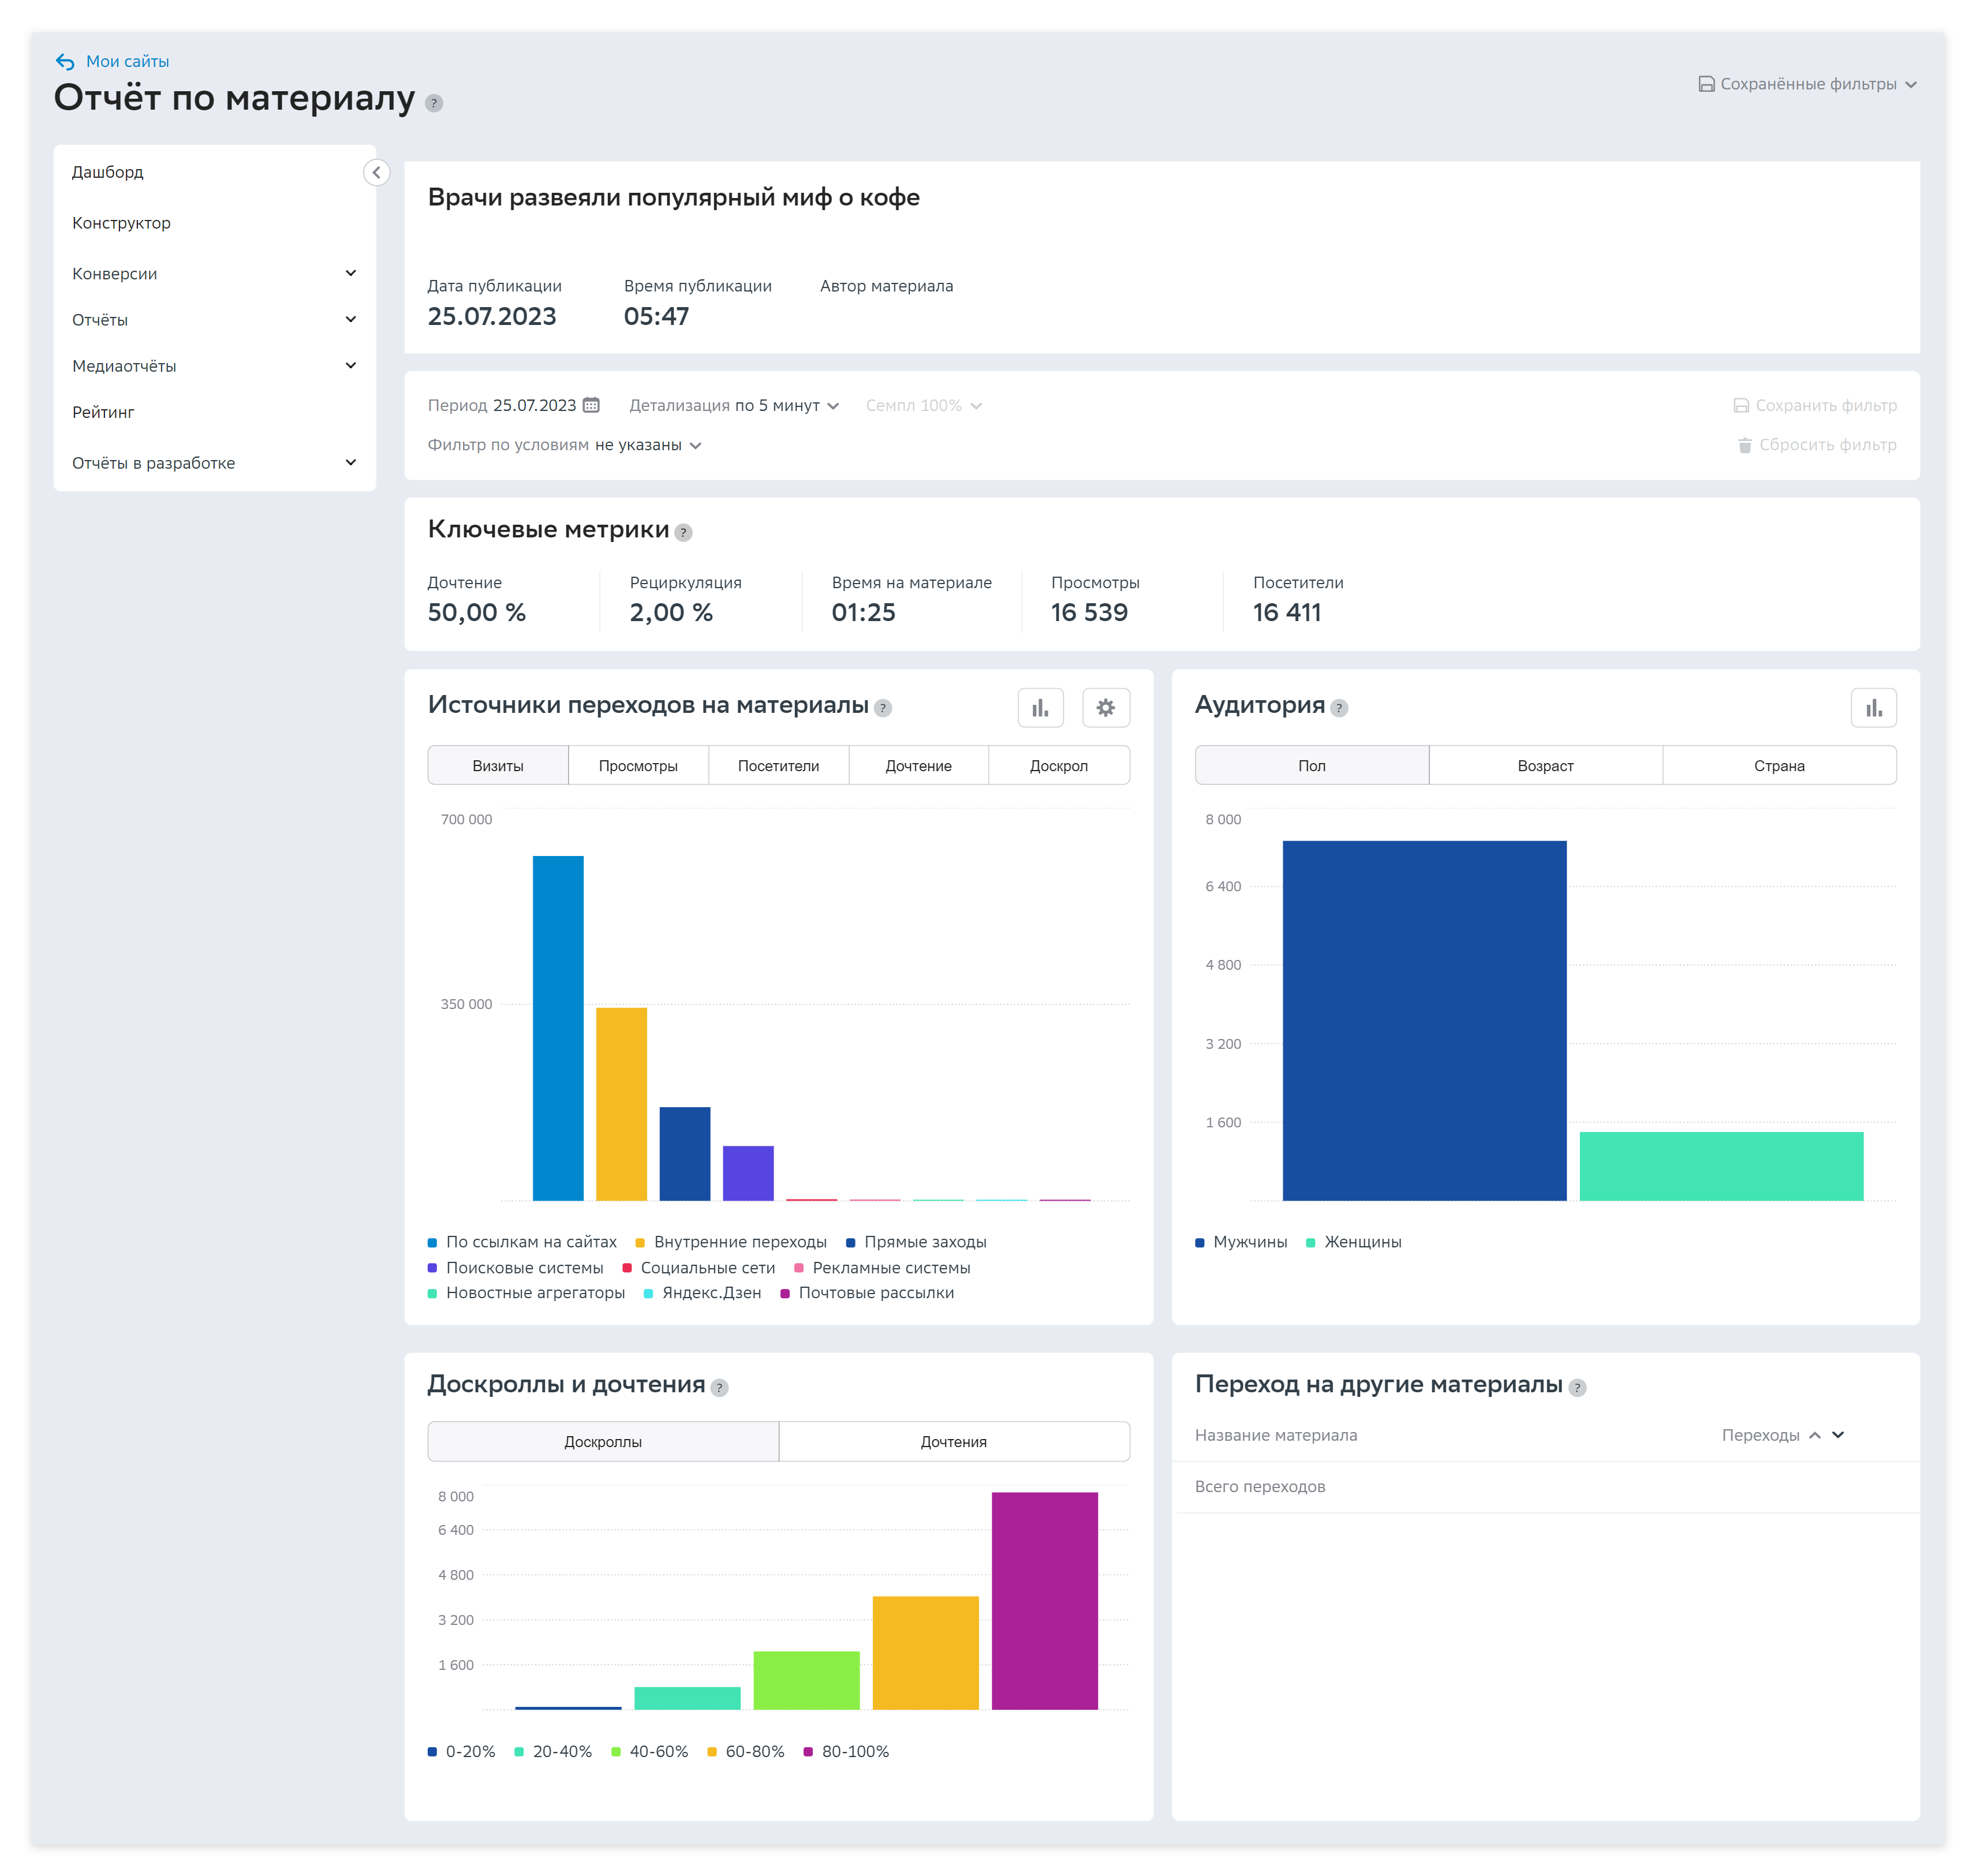 Мои сайты
Отчёт по материалу ?
Сохранённые фильтры
Дашборд
Конструктор
Конверсии
Отчёты
Медиаотчёты
Рейтинг
Отчёты в разработке
Врачи развеяли популярный миф о кофе
Дата публикации Время публикации Автор материала
25.07.2023 05:47
Период 25.07.2023 Детализация по 5 минут Семпл 100% Сохранить фильтр
Фильтр по условиям не указаны Сбросить фильтр
Ключевые метрики ?
Дочтение Рециркуляция Время на материале Просмотры Посетители
50,00 % 2,00 % 01:25 16 539 16 411
Источники переходов на материалы ?
Визиты Просмотры Посетители Дочтение Доскрол
700 000
350 000
По ссылкам на сайтах Внутренние переходы Прямые заходы
Поисковые системы Социальные сети Рекламные системы
Новостные агрегаторы Яндекс.Дзен Почтовые рассылки
Аудитория ?
Пол Возраст Страна
8 000
6 400
4 800
3 200
1 600
Мужчины Женщины
Доскроллы и дочтения ?
Доскроллы Дочтения
8 000
6 400
4 800
3 200
1 600
0-20% 20-40% 40-60% 60-80% 80-100%
Переход на другие материалы ?
Название материала Переходы
Всего переходов